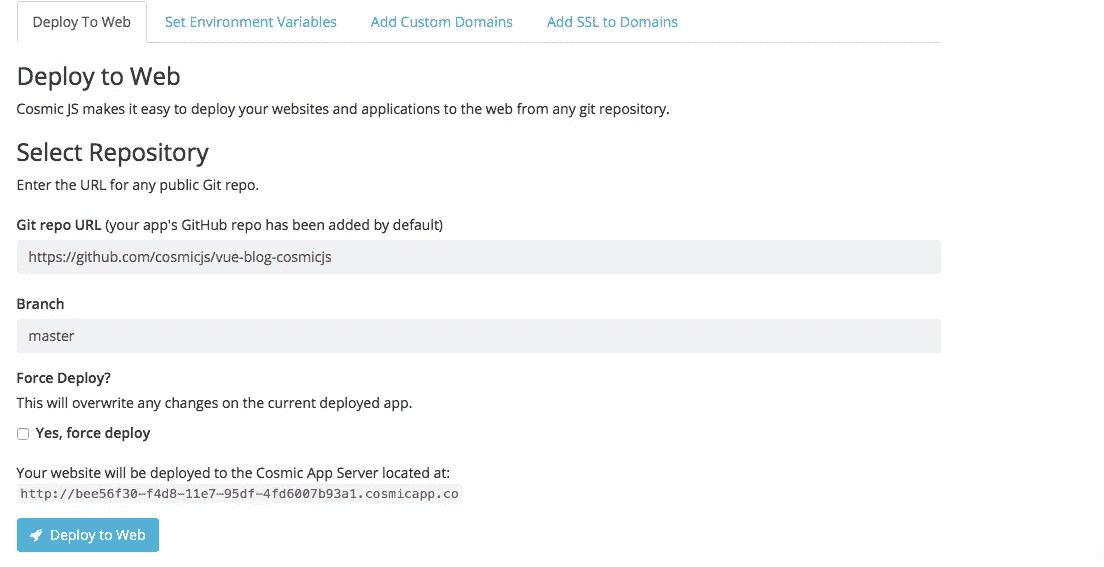 Deploy To Web Set Environment Variables Add Custom Domains Add SSL to Domains
Deploy to Web
Cosmic JS makes it easy to deploy your websites and applications to the web from any git repository.
Select Repository
Enter the URL for any public Git repo.
Git repo URL (your app's GitHub repo has been added by default)
https://github.com/cosmicjs/vue-blog-cosmicjs
Branch
master
Force Deploy?
This will overwrite any changes on the current deployed app.
Yes, force deploy
Your website will be deployed to the Cosmic App Server located at:
http://bee56f30-f4d8-11e7-95df-4fd6007b93a1.cosmicapp.co
Deploy to Web